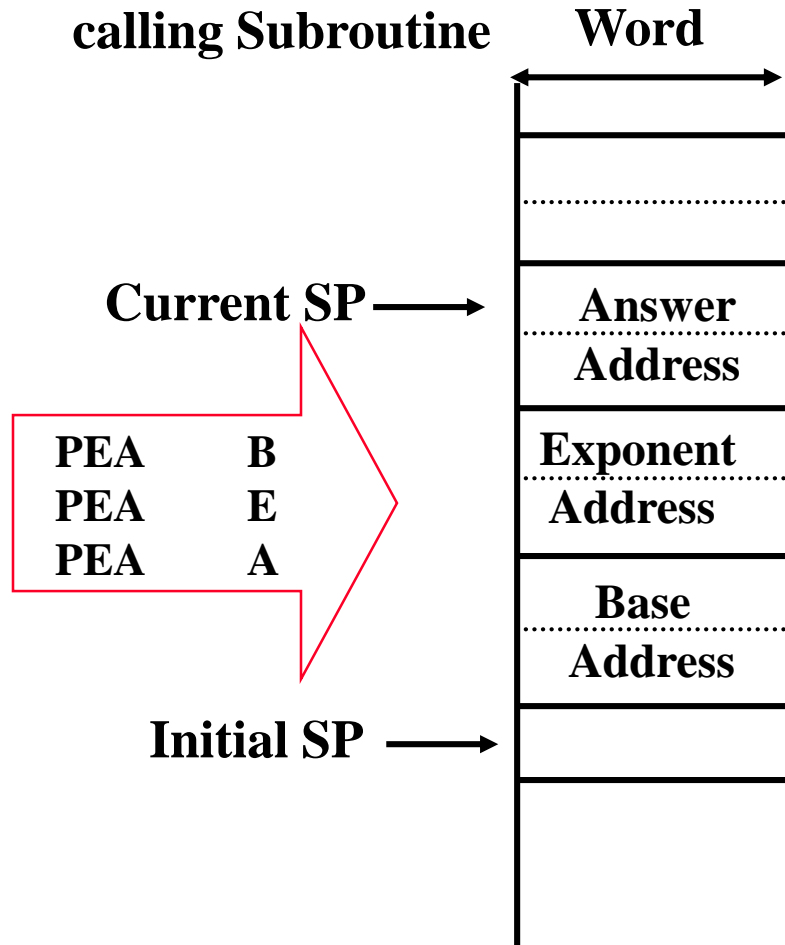 calling Subroutine
Word
Current SP
Answer
Address
PEA B
PEA E
PEA A
Exponent
Address
Base
Address
Initial SP